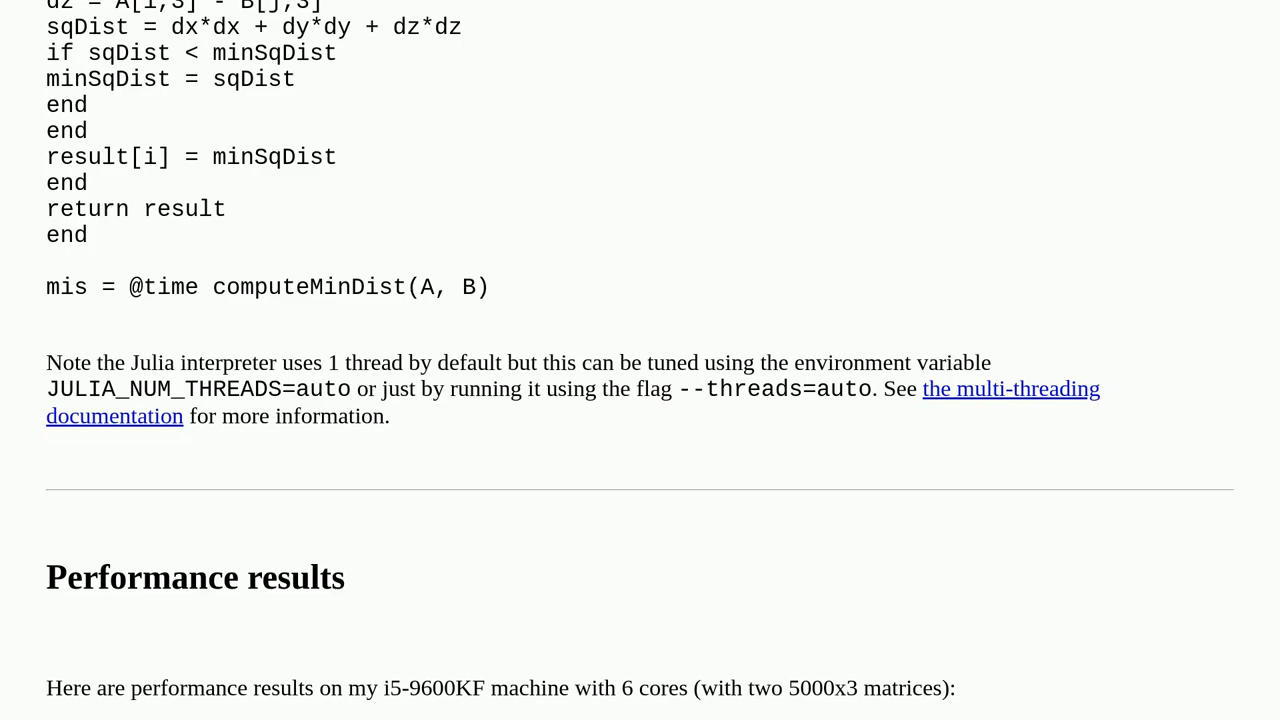 dz = A[i,3] - B[j,3]
sqDist = dx*dx + dy*dy + dz*dz
if sqDist < minSqDist
minSqDist = sqDist
end
end
result[i] = minSqDist
end
return result
end
mis = @time computeMinDist(A, B)
Note the Julia interpreter uses 1 thread by default but this can be tuned using the environment variable
JULIA_NUM_THREADS=auto or just by running it using the flag --threads=auto. See the multi-threading
documentation for more information.
Performance results
Here are performance results on my i5-9600KF machine with 6 cores (with two 5000x3 matrices):